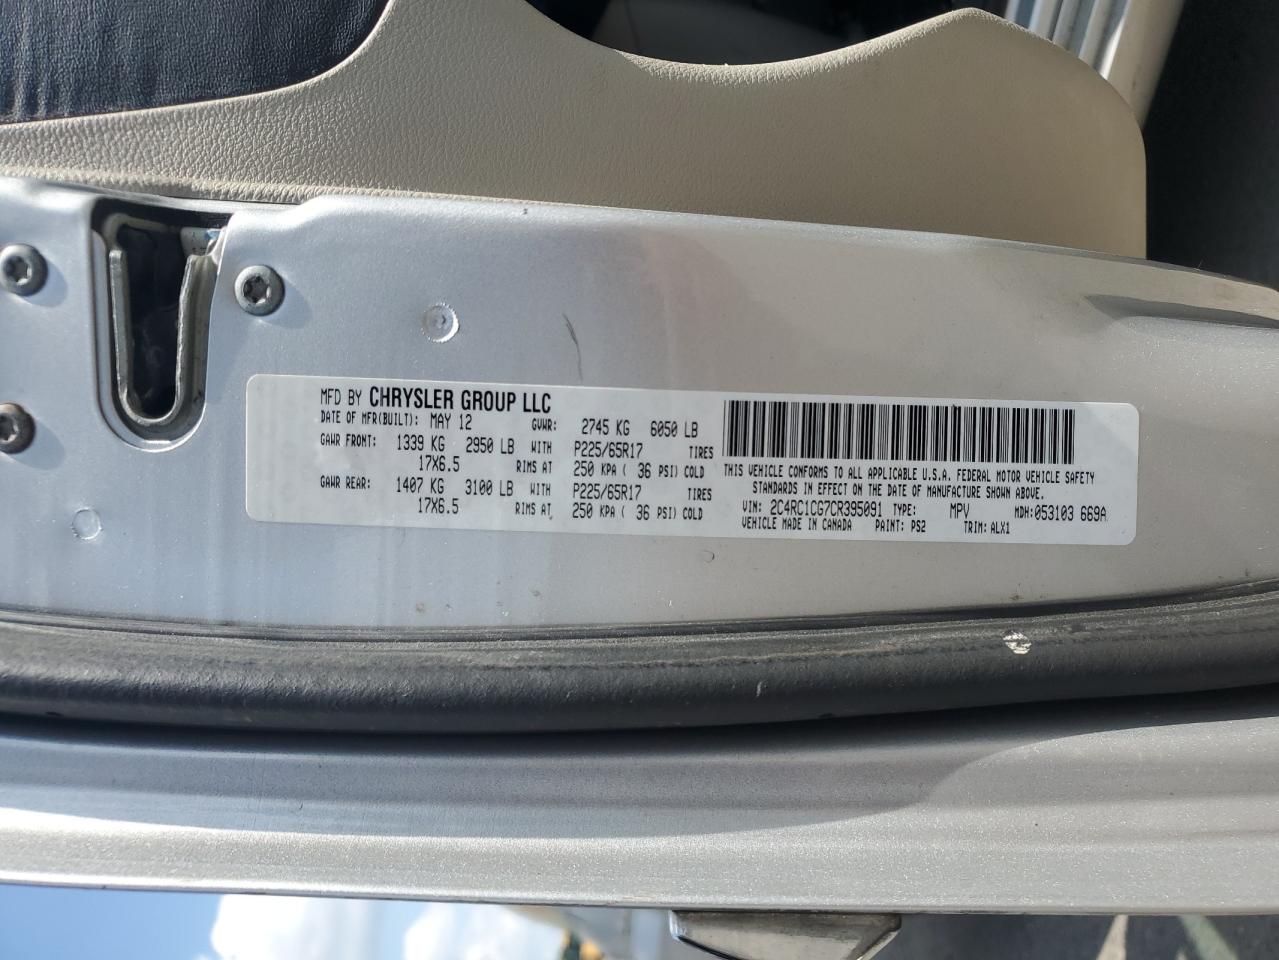 MFD BY CHRYSLER GROUP LLC
DATE OF MFR(BUILT): MAY 12 GVWR: 2745 KG 6050 LB
GAWR FRONT: 1339 KG 2950 LB WITH P225/65R17 TIRES
17X6.5 RIMS AT 250 KPA ( 36 PSI) COLD
GAWR REAR: 1407 KG 3100 LB WITH P225/65R17 TIRES
17X6.5 RIMS AT 250 KPA ( 36 PSI) COLD
THIS VEHICLE CONFORMS TO ALL APPLICABLE U.S.A. FEDERAL MOTOR VEHICLE SAFETY
STANDARDS IN EFFECT ON THE DATE OF MANUFACTURE SHOWN ABOVE.
VIN: 2C4RC1CG7CR395091 TYPE: MPV MDH:053103 669A
VEHICLE MADE IN CANADA PAINT: PS2 TRIM: ALX1